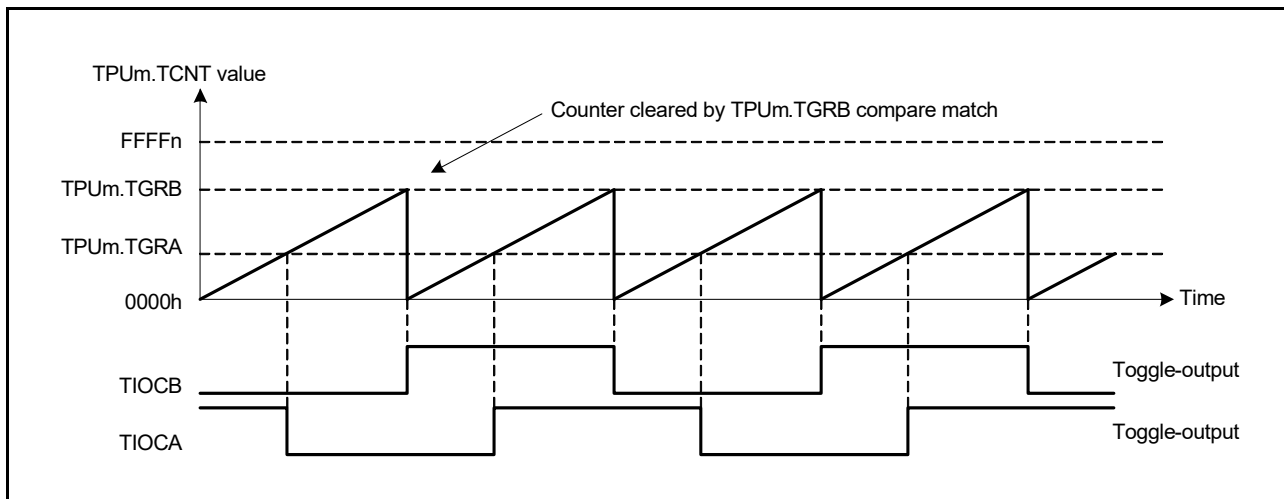 TPUm.TCNT value
Counter cleared by TPUm.TGRB compare match
FFFFn
TPUm.TGRB
TPUm.TGRA
0000h
Time
TIOCB
Toggle-output
TIOCA
Toggle-output